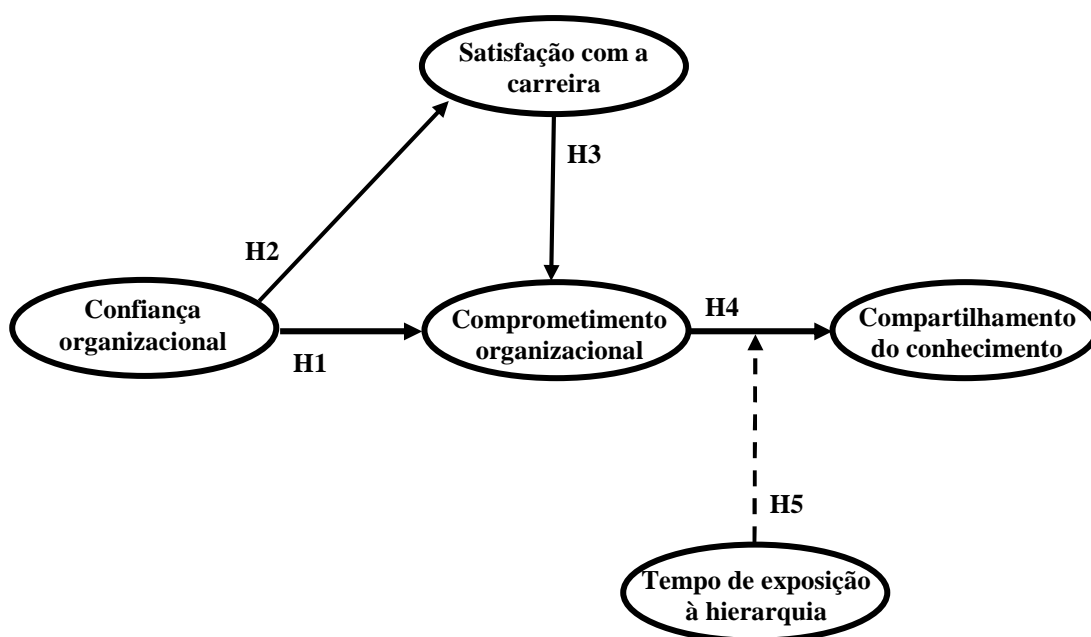 Satisfação com a
carreira
H3
H2
Confiança
organizacional
H1
Comprometimento
organizacional
H4
Compartilhamento
do conhecimento
H5
Tempo de exposição
à hierarquia